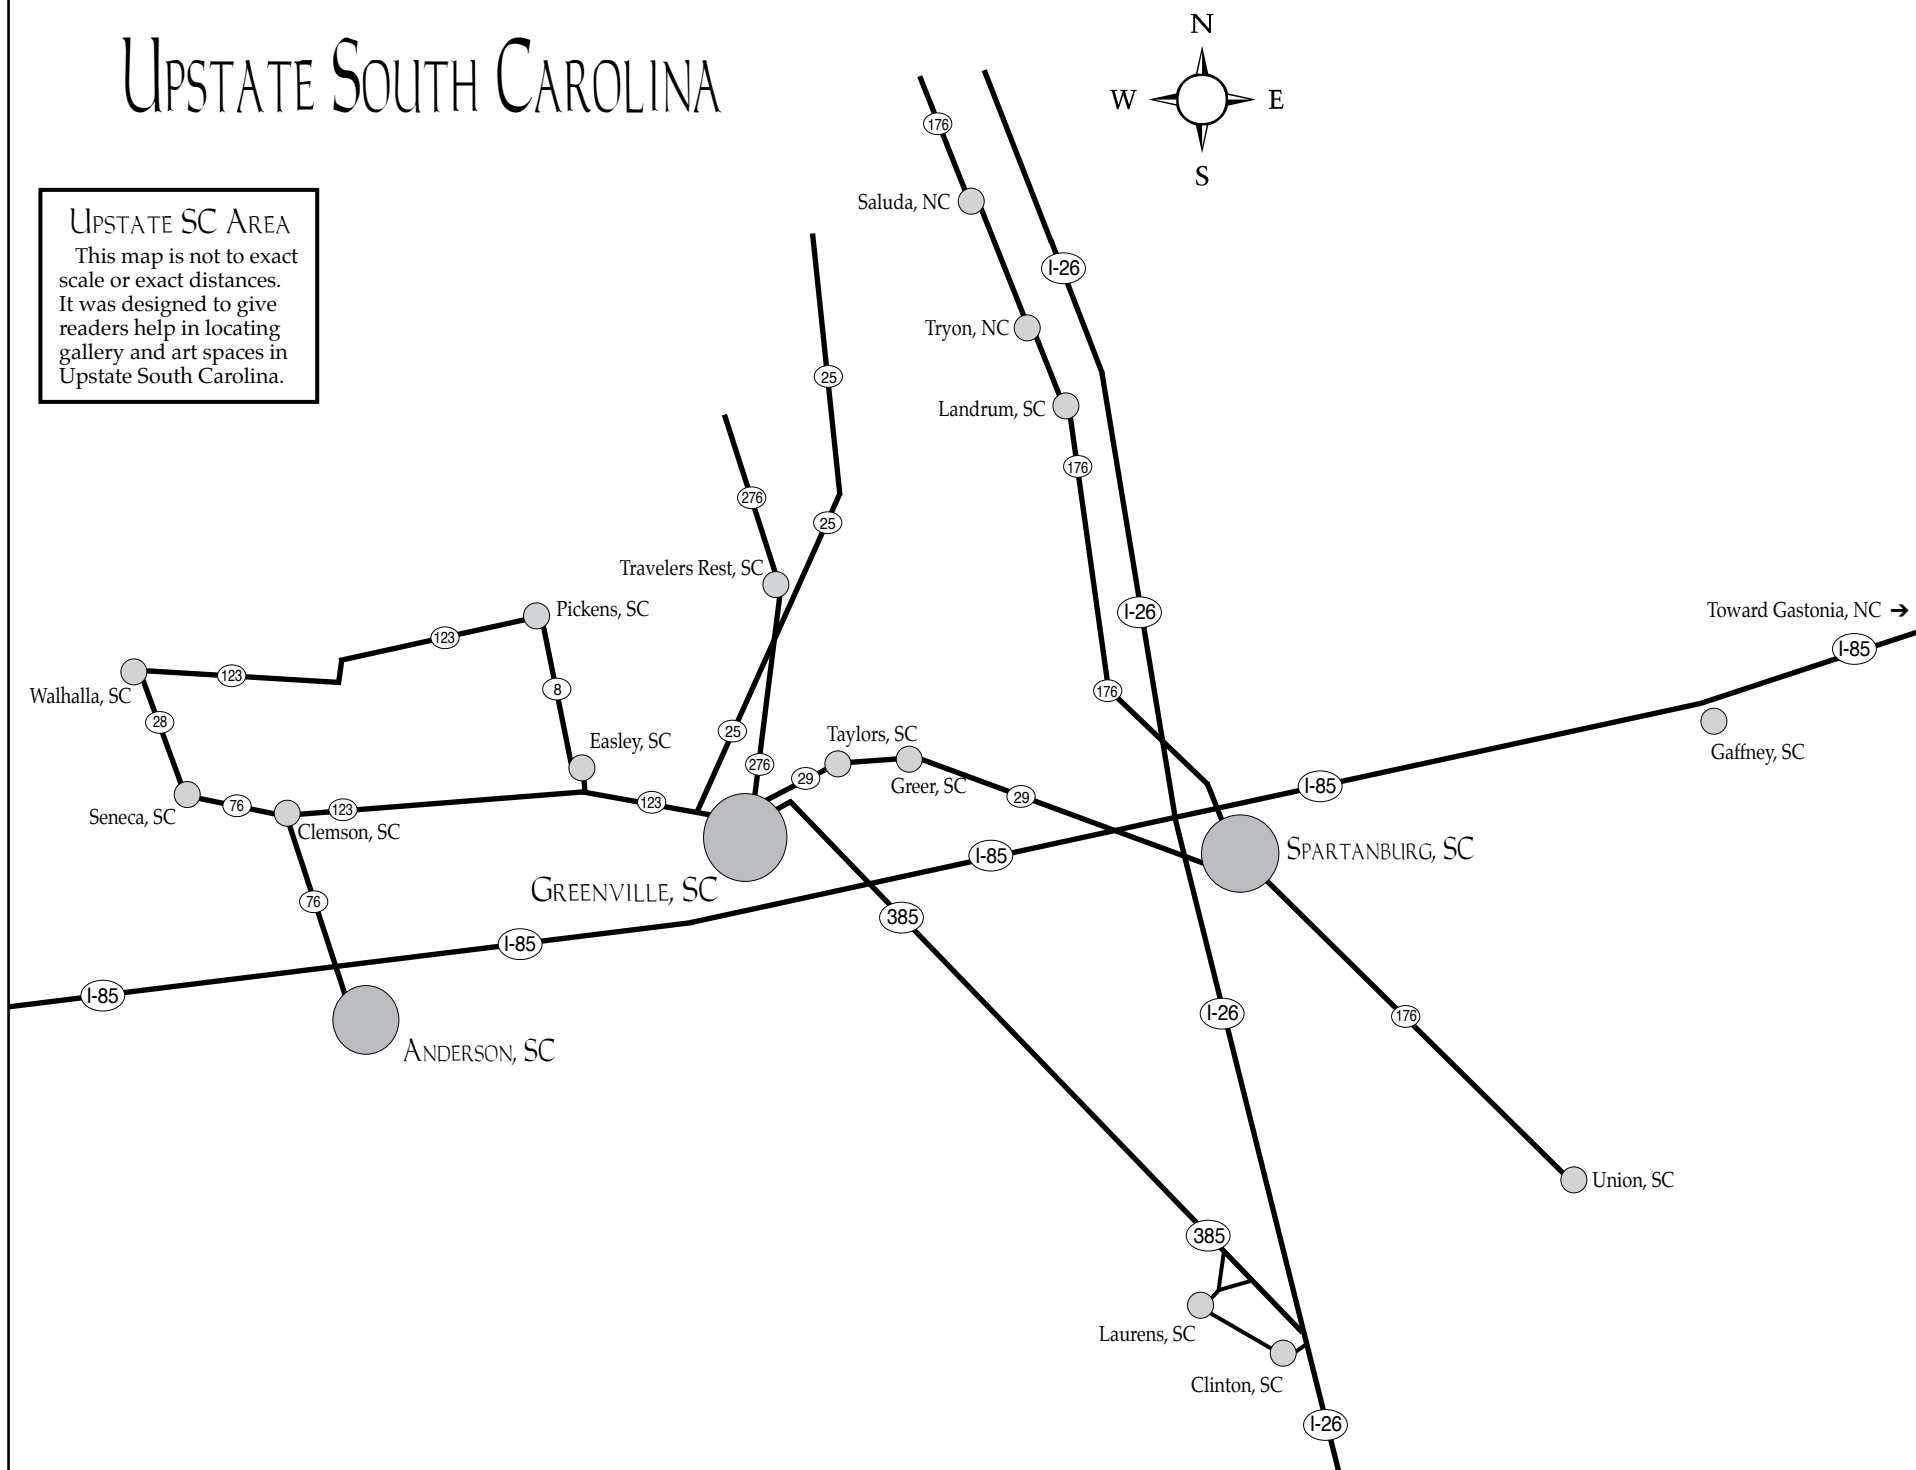 Upstate South Carolina
N
W
E
S
Upstate SC Area
This map is not to exact
scale or exact distances.
It was designed to give
readers help in locating
gallery and art spaces in
Upstate South Carolina.
176
Saluda, NC
I-26
Tryon, NC
25
Landrum, SC
176
276
25
Travelers Rest, SC
Pickens, SC
I-26
Toward Gastonia, NC ➔
123
I-85
123
Walhalla, SC
8
176
28
25
Easley, SC
Taylors, SC
Gaffney, SC
276
29
Greer, SC
I-85
Seneca, SC
76
123
123
29
Clemson, SC
Spartanburg, SC
I-85
Greenville, SC
76
385
I-85
I-85
I-26
176
Anderson, SC
Union, SC
385
Laurens, SC
Clinton, SC
I-26